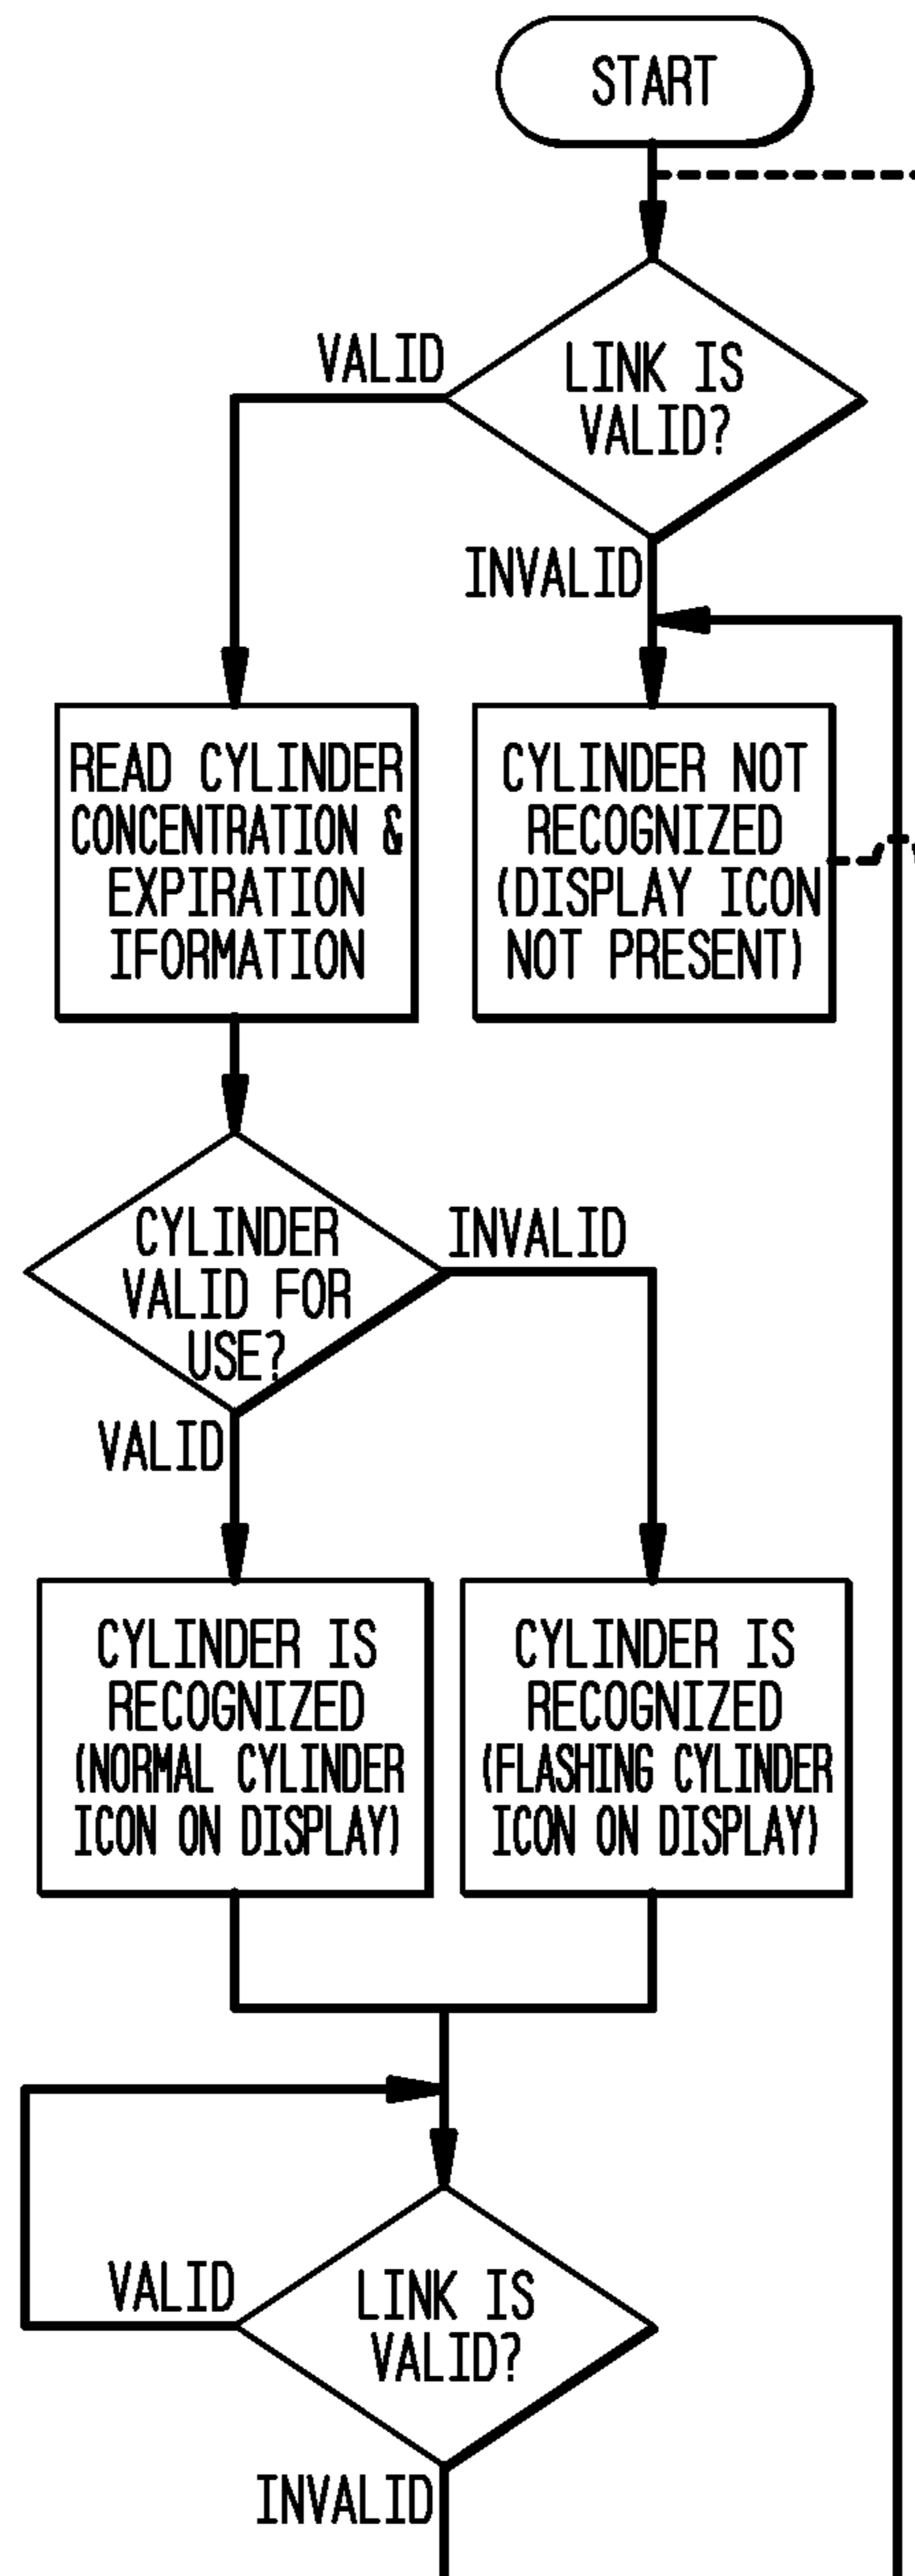 START
VALID
LINK IS
VALID?
INVALID
READ CYLINDER
CONCENTRATION &
EXPIRATION
IFORMATION
CYLINDER NOT
RECOGNIZED
(DISPLAY ICON
NOT PRESENT)
CYLINDER
VALID FOR
USE?
INVALID
VALID
CYLINDER IS
RECOGNIZED
(NORMAL CYLINDER
ICON ON DISPLAY)
CYLINDER IS
RECOGNIZED
(FLASHING CYLINDER
ICON ON DISPLAY)
VALID
LINK IS
VALID?
INVALID